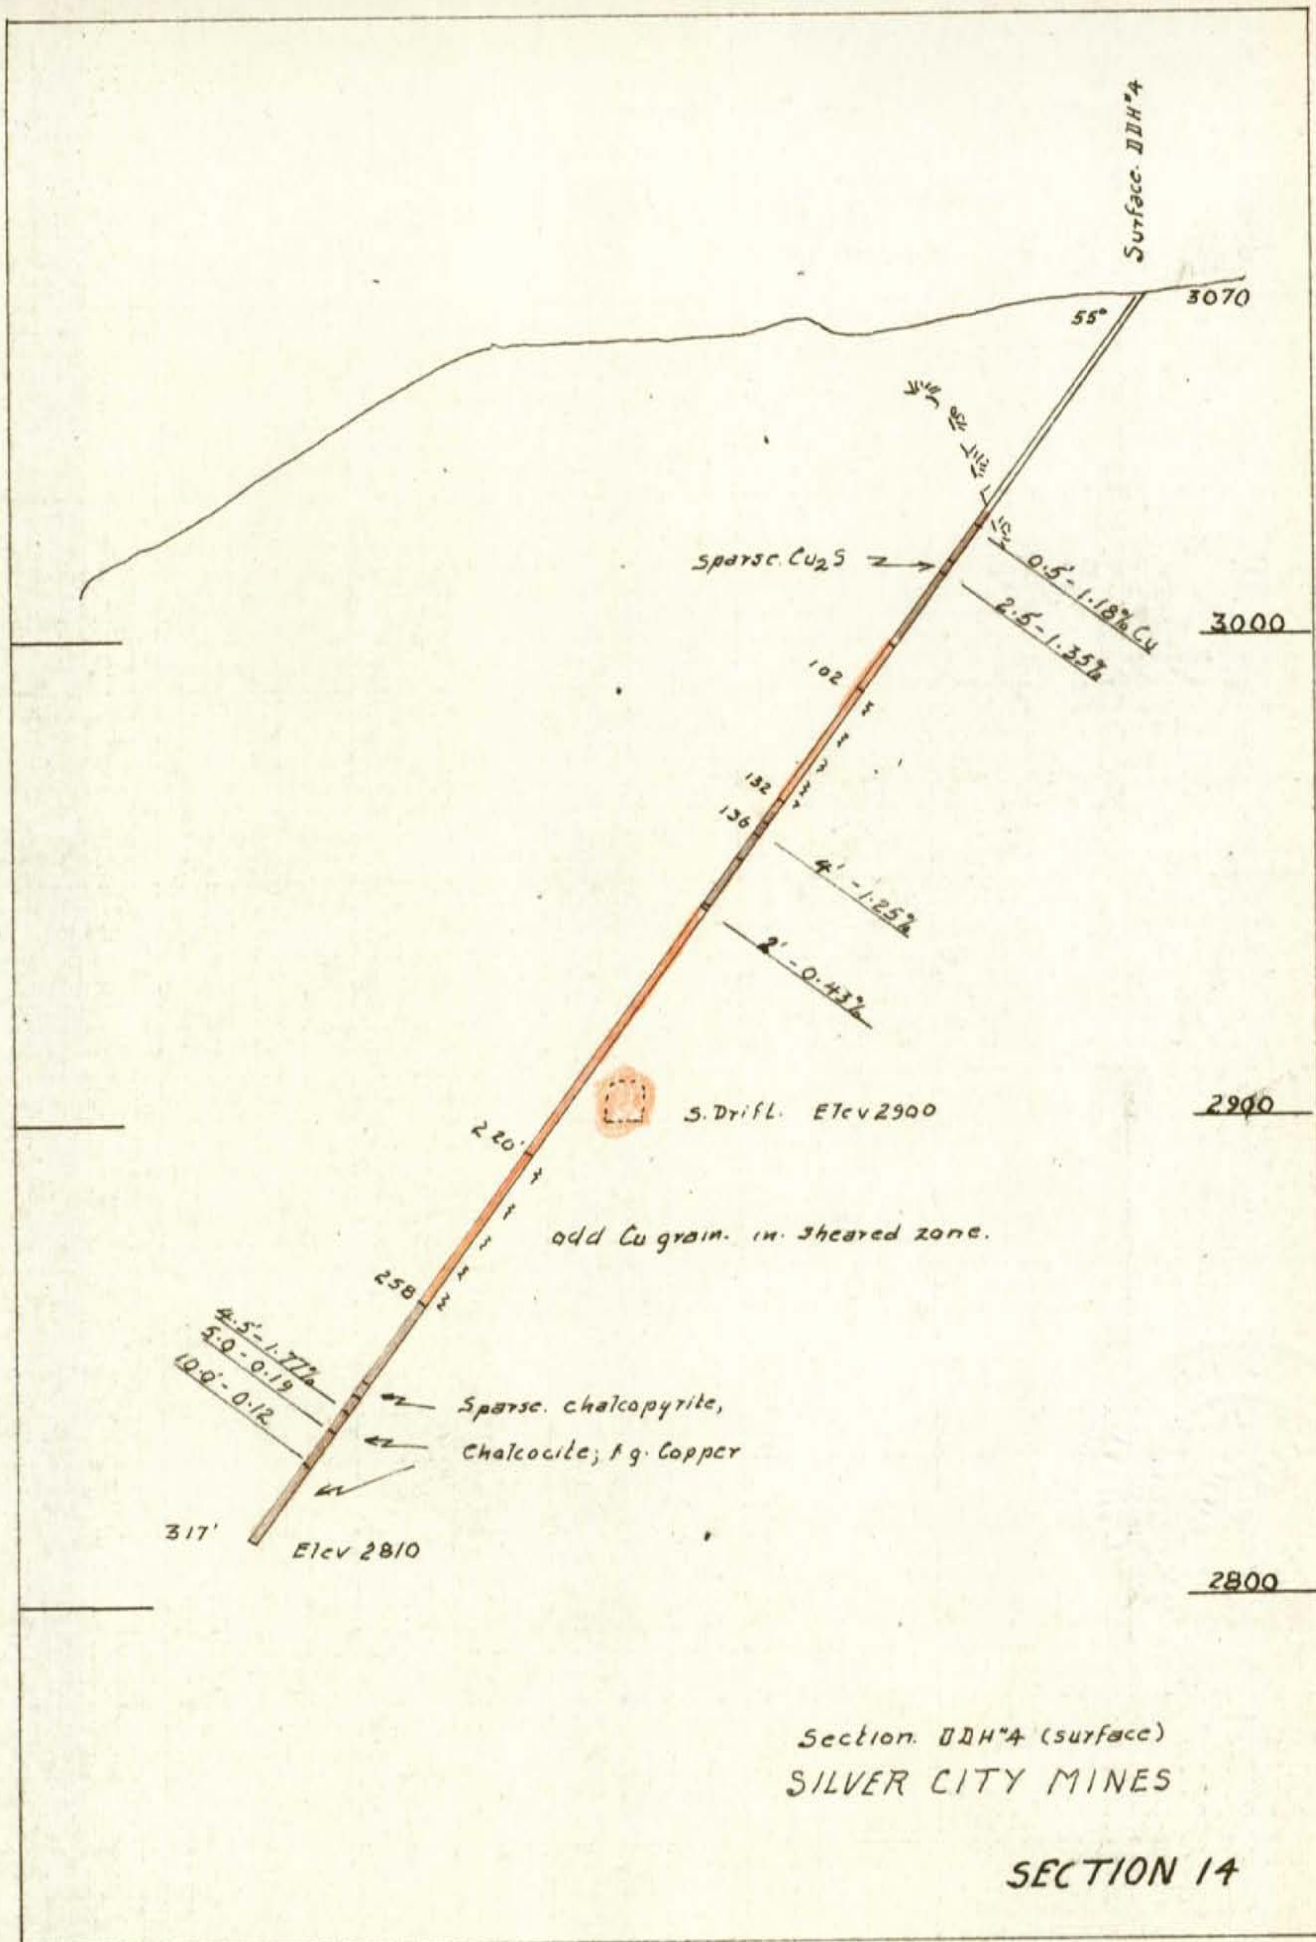 Surface. DDH#4
3070
55°
Sparse. Cu2S
0.5'-1.18% Cu
2.5-1.35%
3000
102
132
136
4' -1.25%
2' - 0.43%
S. Drift. Elev 2900
2900
220'
odd Cu grain. in. sheared zone.
258
4.5'-1.77%
5.0 - 0.19
10.0' - 0.12
Sparse. chalcopyrite,
Chalcocite; g. Copper
317'
Elev 2810
2800
Section. DDH#4 (surface)
SILVER CITY MINES
SECTION 14